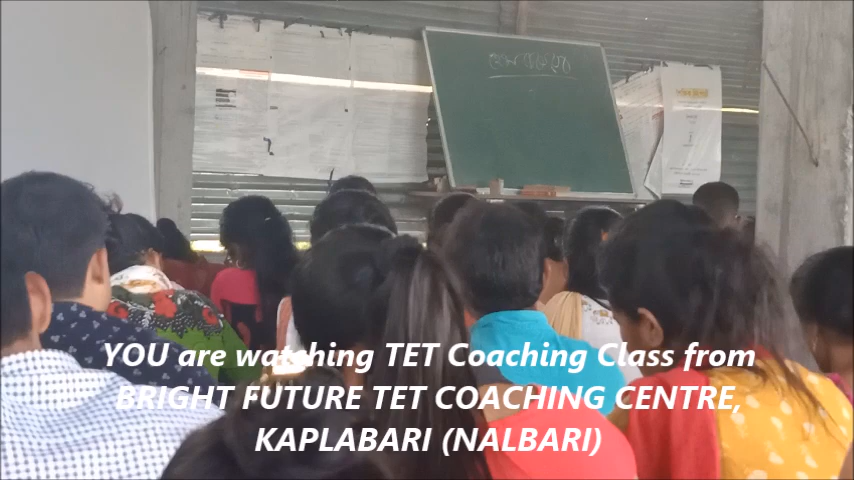 YOU are watching TET Coaching Class from
BRIGHT FUTURE TET COACHING CENTRE,
KAPLABARI (NALBARI)